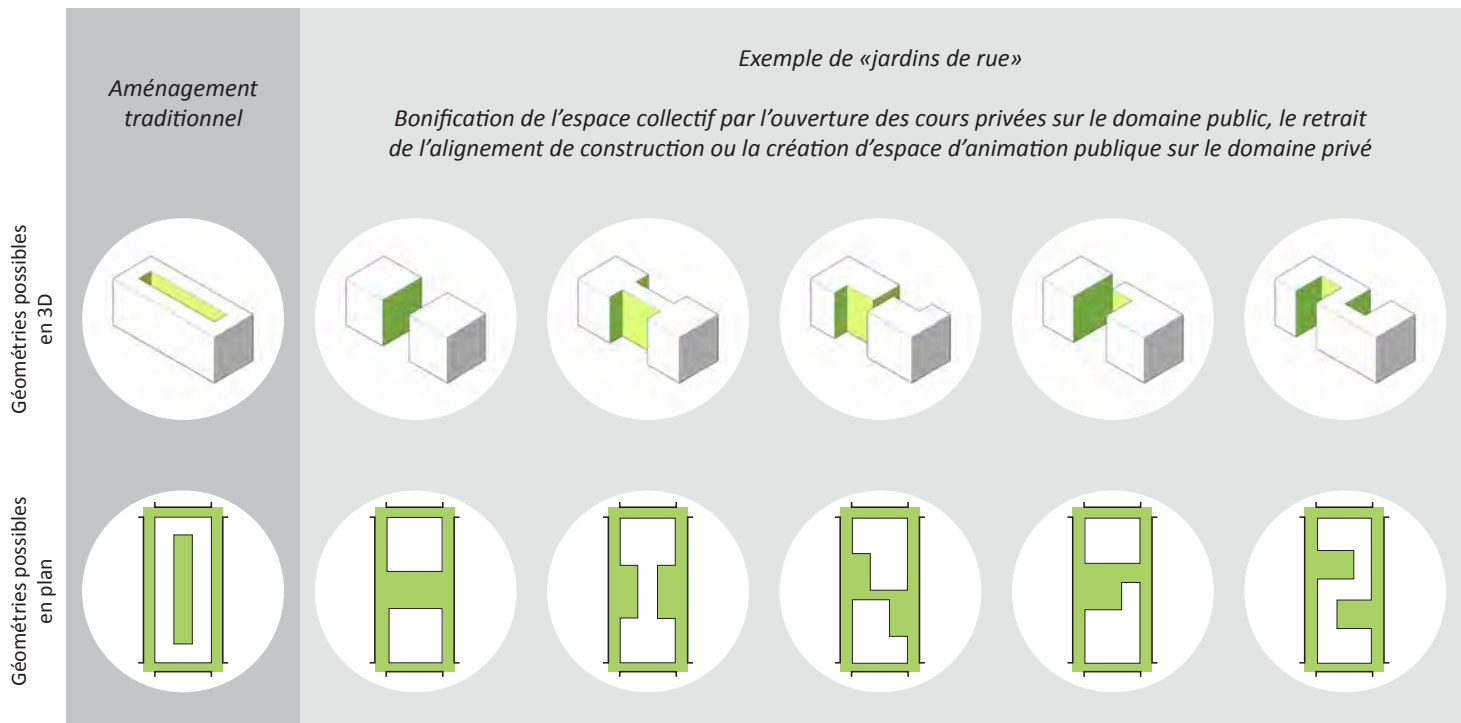 Aménagement
traditionnel
Exemple de «jardins de rue»
Bonification de l’espace collectif par l’ouverture des cours privées sur le domaine public, le retrait
de l’alignement de construction ou la création d’espace d’animation publique sur le domaine privé
Géométries possibles
en 3D
Géométries possibles
en plan